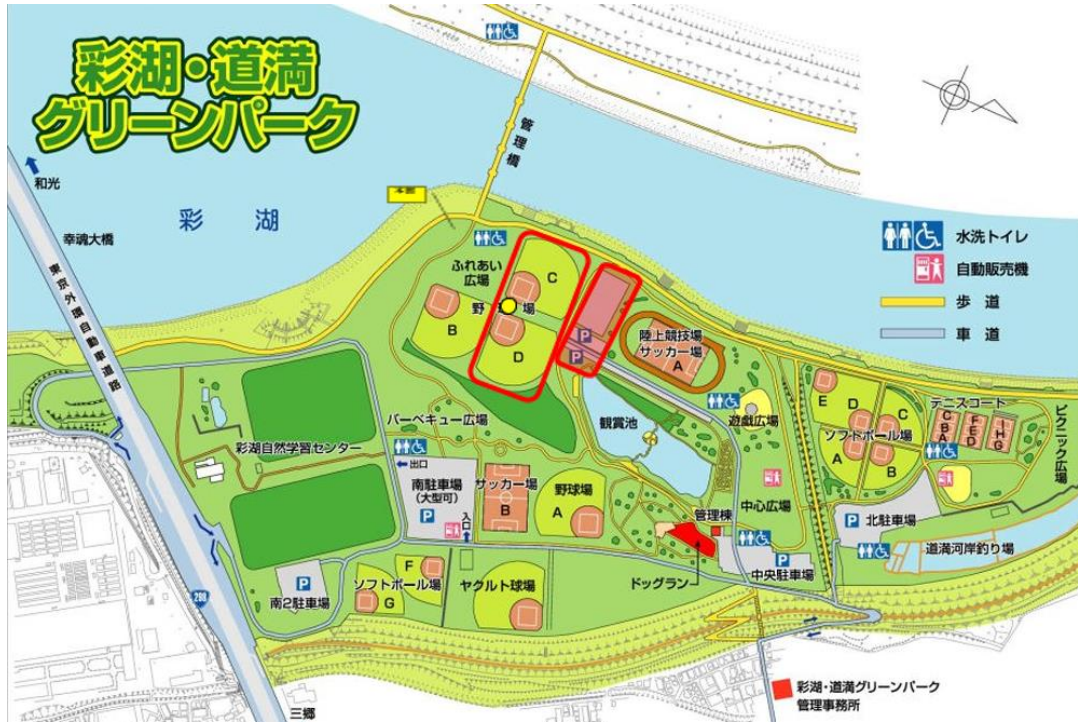 彩湖・道満
グリーンパーク
和光
彩 湖
幸魂大橋
東京外環自動車道路
管理橋
水洗トイレ
自動販売機
歩 道
車 道
ふれあい
広場
C
野 場
B
D
P
P
陸上競技場
サッカー場
A
バーベキュー広場
観賞池
遊戯広場
E
D
C
ソフトボール場
A
B
テニスコート
C
B
A
F
E
D
I
H
G
ピクニック広場
彩湖自然学習センター
出口
南駐車場
(大型可)
P
入口
サッカー場
B
野球場
A
管理棟
中心広場
P
北駐車場
道満河岸釣り場
ドッグラン
P
中央駐車場
P
南2駐車場
ソフトボール場
F
G
ヤクルト球場
298
三郷
彩湖・道満グリーンパーク
管理事務所